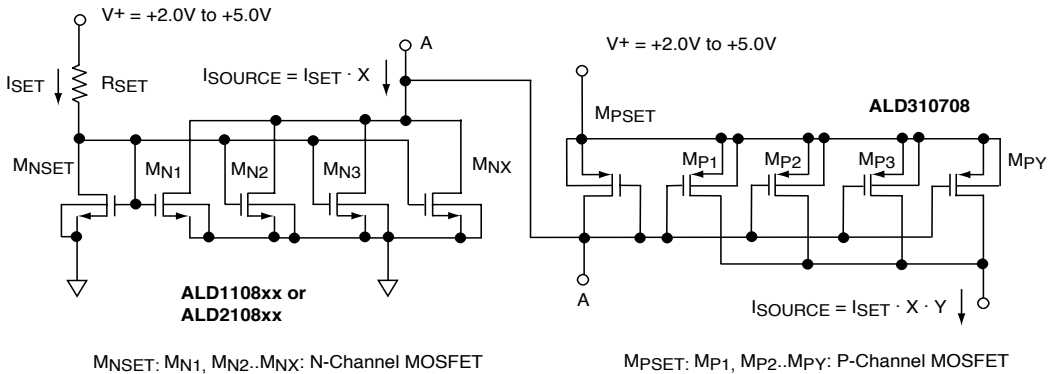 V+ = +2.0V to +5.0V
A
V+ = +2.0V to +5.0V
ISET
RSET
ISOURCE = ISET · X
MPSET
ALD310708
MNSET
MN1
MN2
MN3
MNX
MP1
MP2
MP3
MPY
ALD1108xx or
ALD2108xx
A
ISOURCE = ISET · X · Y
MNSET: MN1, MN2..MNX: N-Channel MOSFET
MPSET: MP1, MP2..MPY: P-Channel MOSFET